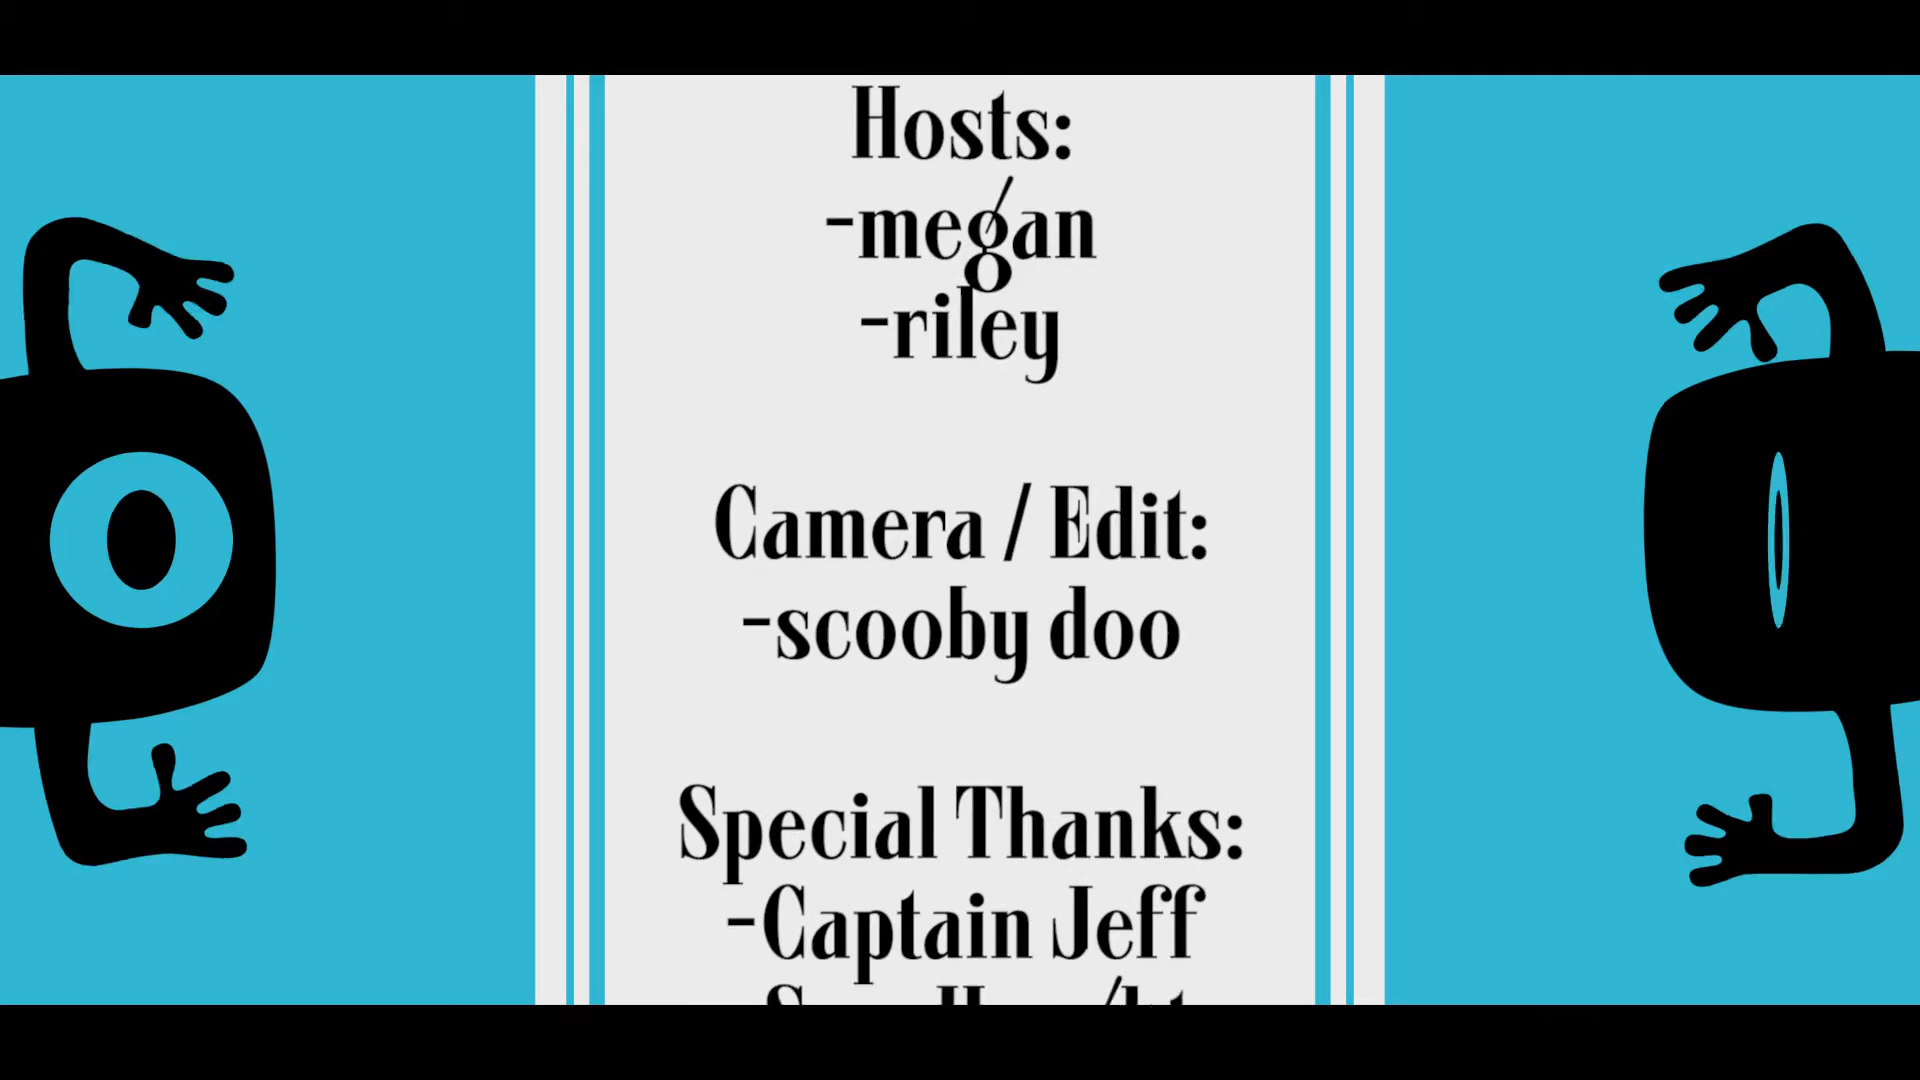 Hosts:
-megan
-riley
Camera / Edit:
-scooby doo
Special Thanks:
-Captain Jeff